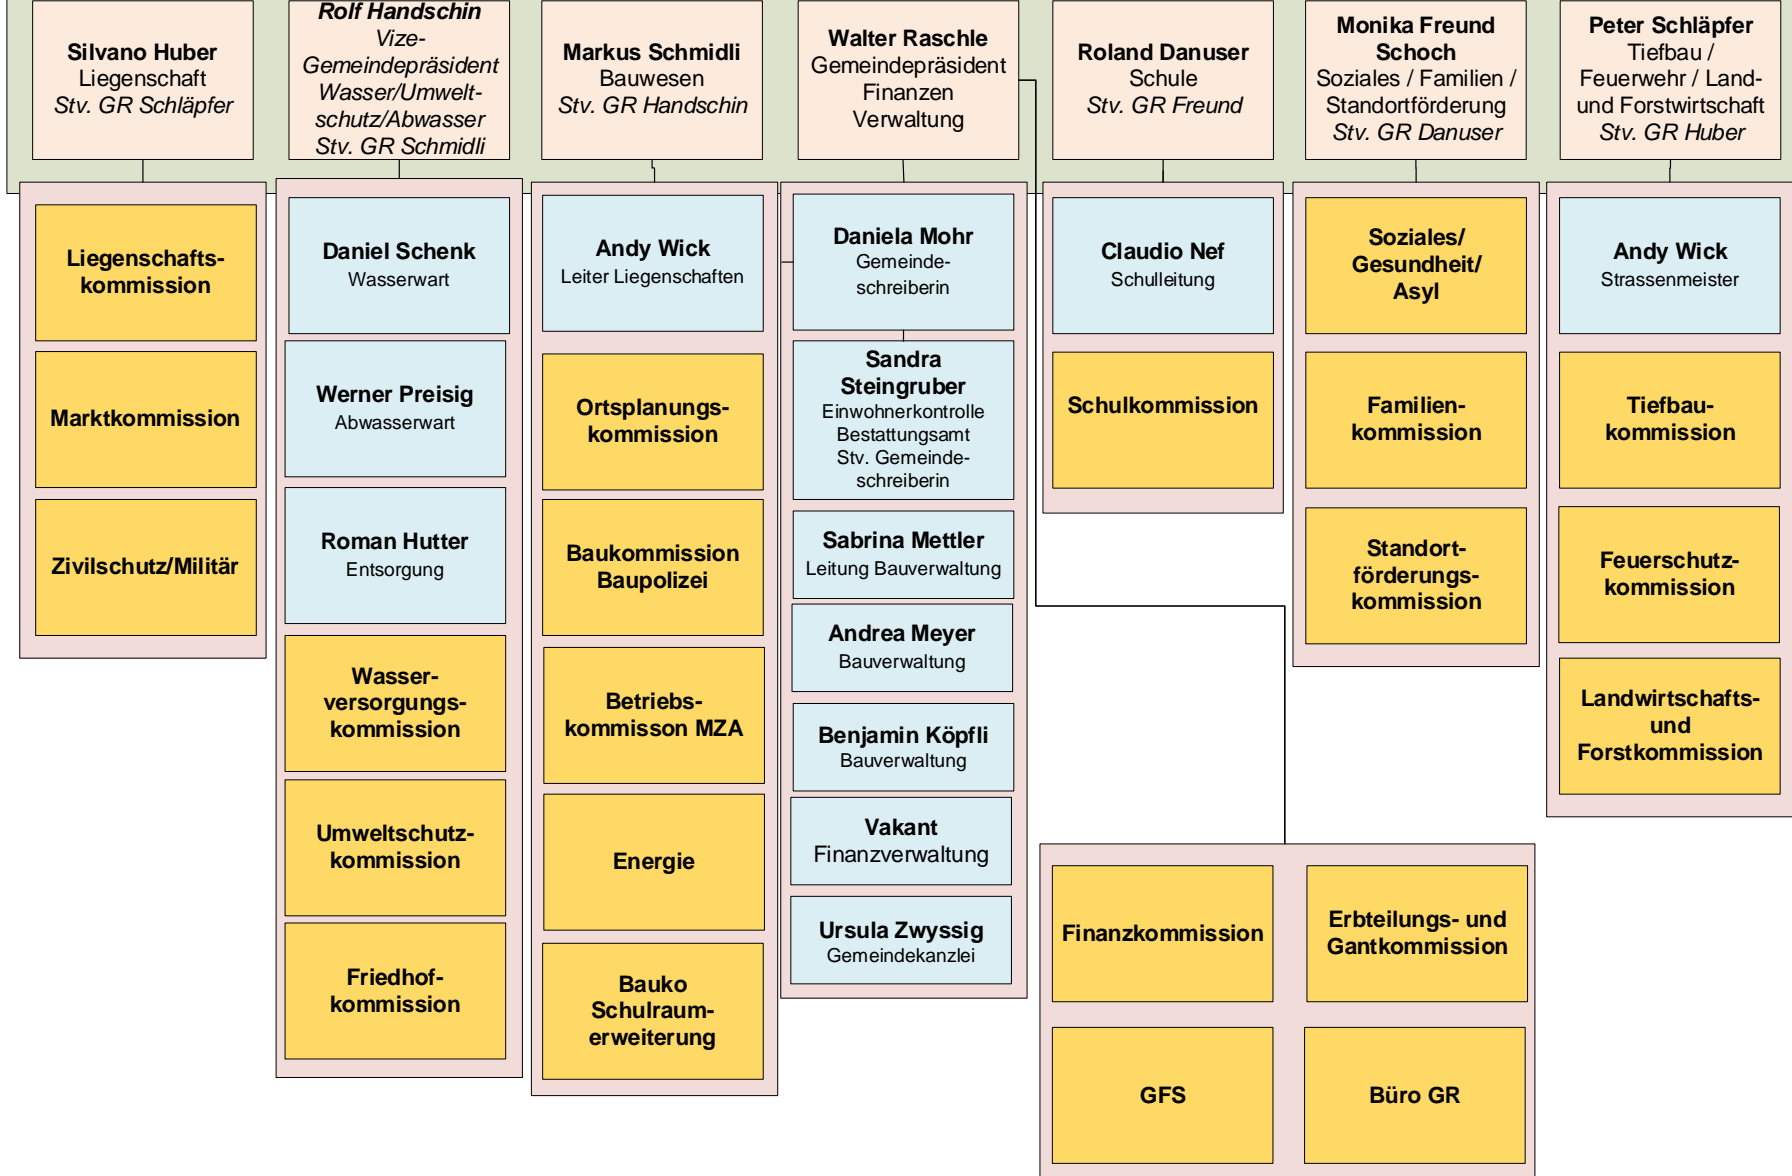 Silvano Huber
Liegenschaft
Stv. GR Schläpfer
Rolf Handschin
Vize-
Gemeindepräsident
Wasser/Umwelt-
schutz/Abwasser
Stv. GR Schmidli
Markus Schmidli
Bauwesen
Stv. GR Handschin
Walter Raschle
Gemeindepräsident
Finanzen
Verwaltung
Roland Danuser
Schule
Stv. GR Freund
Monika Freund
Schoch
Soziales / Familien /
Standortförderung
Stv. GR Danuser
Peter Schläpfer
Tiefbau /
Feuerwehr / Land-
und Forstwirtschaft
Stv. GR Huber
Liegenschafts-
kommission
Marktkommission
Zivilschutz/Militär
Daniel Schenk
Wasserwart
Werner Preisig
Abwasserwart
Roman Hutter
Entsorgung
Wasser-
versorgungs-
kommission
Umweltschutz-
kommission
Friedhof-
kommission
Andy Wick
Leiter Liegenschaften
Ortsplanungs-
kommission
Baukommission
Baupolizei
Betriebs-
kommisson MZA
Energie
Bauko
Schulraum-
erweiterung
Daniela Mohr
Gemeinde-
schreiberin
Sandra
Steingruber
Einwohnerkontrolle
Bestattungsamt
Stv. Gemeinde-
schreiberin
Sabrina Mettler
Leitung Bauverwaltung
Andrea Meyer
Bauverwaltung
Benjamin Köpfli
Bauverwaltung
Vakant
Finanzverwaltung
Ursula Zwyssig
Gemeindekanzlei
Claudio Nef
Schulleitung
Schulkommission
Soziales/
Gesundheit/
Asyl
Familien-
kommission
Standort-
förderungs-
kommission
Andy Wick
Strassenmeister
Tiefbau-
kommission
Feuerschutz-
kommission
Landwirtschafts-
und
Forstkommission
Finanzkommission
Erbteilungs- und
Gantkommission
GFS
Büro GR